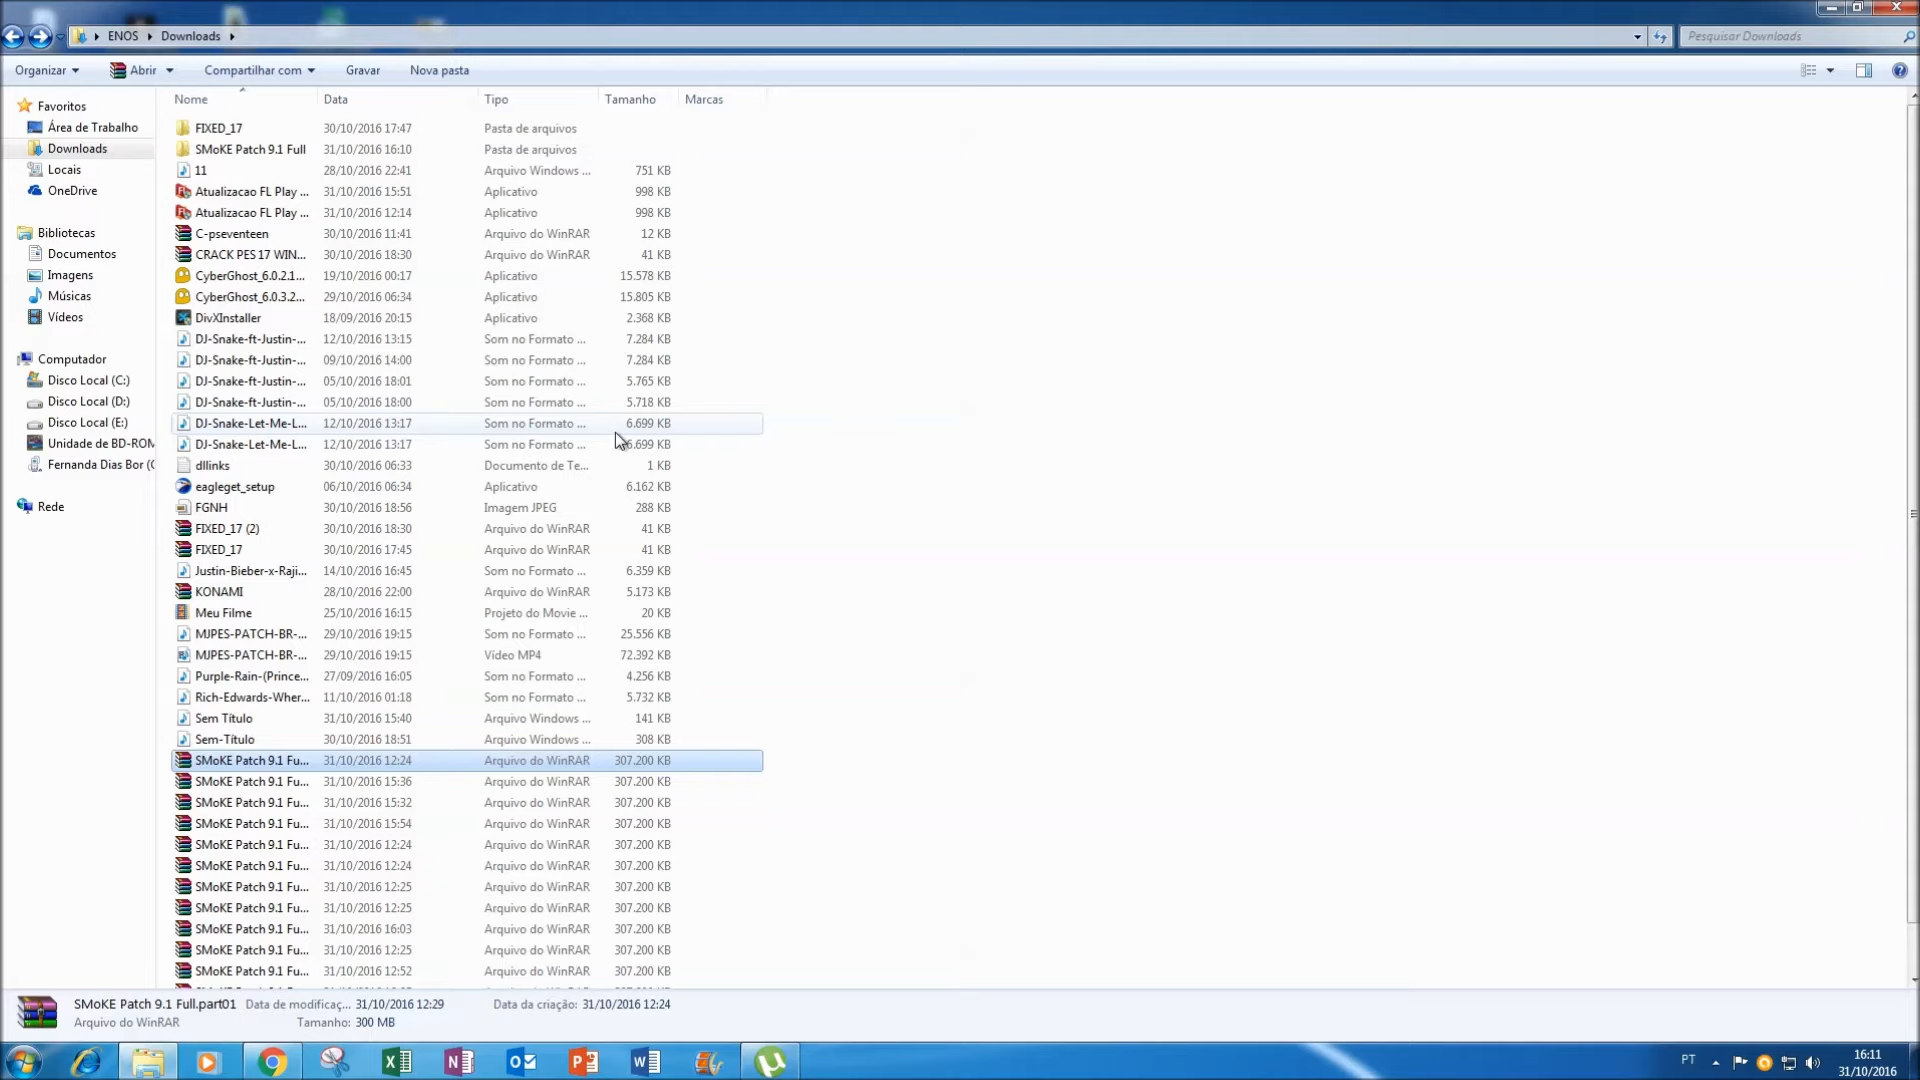 ENOS ▸ Downloads ▸
Pesquisar Downloads
Organizar Abrir Compartilhar com Gravar Nova pasta
Nome Data Tipo Tamanho Marcas
Favoritos
Área de Trabalho
Downloads
Locais
OneDrive
Bibliotecas
Documentos
Imagens
Músicas
Vídeos
Computador
Disco Local (C:)
Disco Local (D:)
Disco Local (E:)
Unidade de BD-ROM
Fernanda Dias Bor (
Rede
FIXED_17 30/10/2016 17:47 Pasta de arquivos
SMoKE Patch 9.1 Full 31/10/2016 16:10 Pasta de arquivos
11 28/10/2016 22:41 Arquivo Windows ... 751 KB
Atualizacao FL Play ... 31/10/2016 15:51 Aplicativo 998 KB
Atualizacao FL Play ... 31/10/2016 12:14 Aplicativo 998 KB
C-pseventeen 30/10/2016 11:41 Arquivo do WinRAR 12 KB
CRACK PES 17 WIN... 30/10/2016 18:30 Arquivo do WinRAR 41 KB
CyberGhost_6.0.2.1... 19/10/2016 00:17 Aplicativo 15.578 KB
CyberGhost_6.0.3.2... 29/10/2016 06:34 Aplicativo 15.805 KB
DivXInstaller 18/09/2016 20:15 Aplicativo 2.368 KB
DJ-Snake-ft-Justin-... 12/10/2016 13:15 Som no Formato ... 7.284 KB
DJ-Snake-ft-Justin-... 09/10/2016 14:00 Som no Formato ... 7.284 KB
DJ-Snake-ft-Justin-... 05/10/2016 18:01 Som no Formato ... 5.765 KB
DJ-Snake-ft-Justin-... 05/10/2016 18:00 Som no Formato ... 5.718 KB
DJ-Snake-Let-Me-L... 12/10/2016 13:17 Som no Formato ... 6.699 KB
DJ-Snake-Let-Me-L... 12/10/2016 13:17 Som no Formato ... 6.699 KB
dllinks 30/10/2016 06:33 Documento de Te... 1 KB
eagleget_setup 06/10/2016 06:34 Aplicativo 6.162 KB
FGNH 30/10/2016 18:56 Imagem JPEG 288 KB
FIXED_17 (2) 30/10/2016 18:30 Arquivo do WinRAR 41 KB
FIXED_17 30/10/2016 17:45 Arquivo do WinRAR 41 KB
Justin-Bieber-x-Raji... 14/10/2016 16:45 Som no Formato ... 6.359 KB
KONAMI 28/10/2016 22:00 Arquivo do WinRAR 5.173 KB
Meu Filme 25/10/2016 16:15 Projeto do Movie ... 20 KB
MJPES-PATCH-BR-... 29/10/2016 19:15 Som no Formato ... 25.556 KB
MJPES-PATCH-BR-... 29/10/2016 19:15 Vídeo MP4 72.392 KB
Purple-Rain-(Prince... 27/09/2016 16:05 Som no Formato ... 4.256 KB
Rich-Edwards-Wher... 11/10/2016 01:18 Som no Formato ... 5.732 KB
Sem Título 31/10/2016 15:40 Arquivo Windows ... 141 KB
Sem-Título 30/10/2016 18:51 Arquivo Windows ... 308 KB
SMoKE Patch 9.1 Fu... 31/10/2016 12:24 Arquivo do WinRAR 307.200 KB
SMoKE Patch 9.1 Fu... 31/10/2016 15:36 Arquivo do WinRAR 307.200 KB
SMoKE Patch 9.1 Fu... 31/10/2016 15:32 Arquivo do WinRAR 307.200 KB
SMoKE Patch 9.1 Fu... 31/10/2016 15:54 Arquivo do WinRAR 307.200 KB
SMoKE Patch 9.1 Fu... 31/10/2016 12:24 Arquivo do WinRAR 307.200 KB
SMoKE Patch 9.1 Fu... 31/10/2016 12:24 Arquivo do WinRAR 307.200 KB
SMoKE Patch 9.1 Fu... 31/10/2016 12:25 Arquivo do WinRAR 307.200 KB
SMoKE Patch 9.1 Fu... 31/10/2016 12:25 Arquivo do WinRAR 307.200 KB
SMoKE Patch 9.1 Fu... 31/10/2016 16:03 Arquivo do WinRAR 307.200 KB
SMoKE Patch 9.1 Fu... 31/10/2016 12:25 Arquivo do WinRAR 307.200 KB
SMoKE Patch 9.1 Fu... 31/10/2016 12:52 Arquivo do WinRAR 307.200 KB
SMoKE Patch 9.1 Full.part01 Data de modificaç... 31/10/2016 12:29 Data da criação: 31/10/2016 12:24
Arquivo do WinRAR Tamanho: 300 MB
PT
16:11
31/10/2016